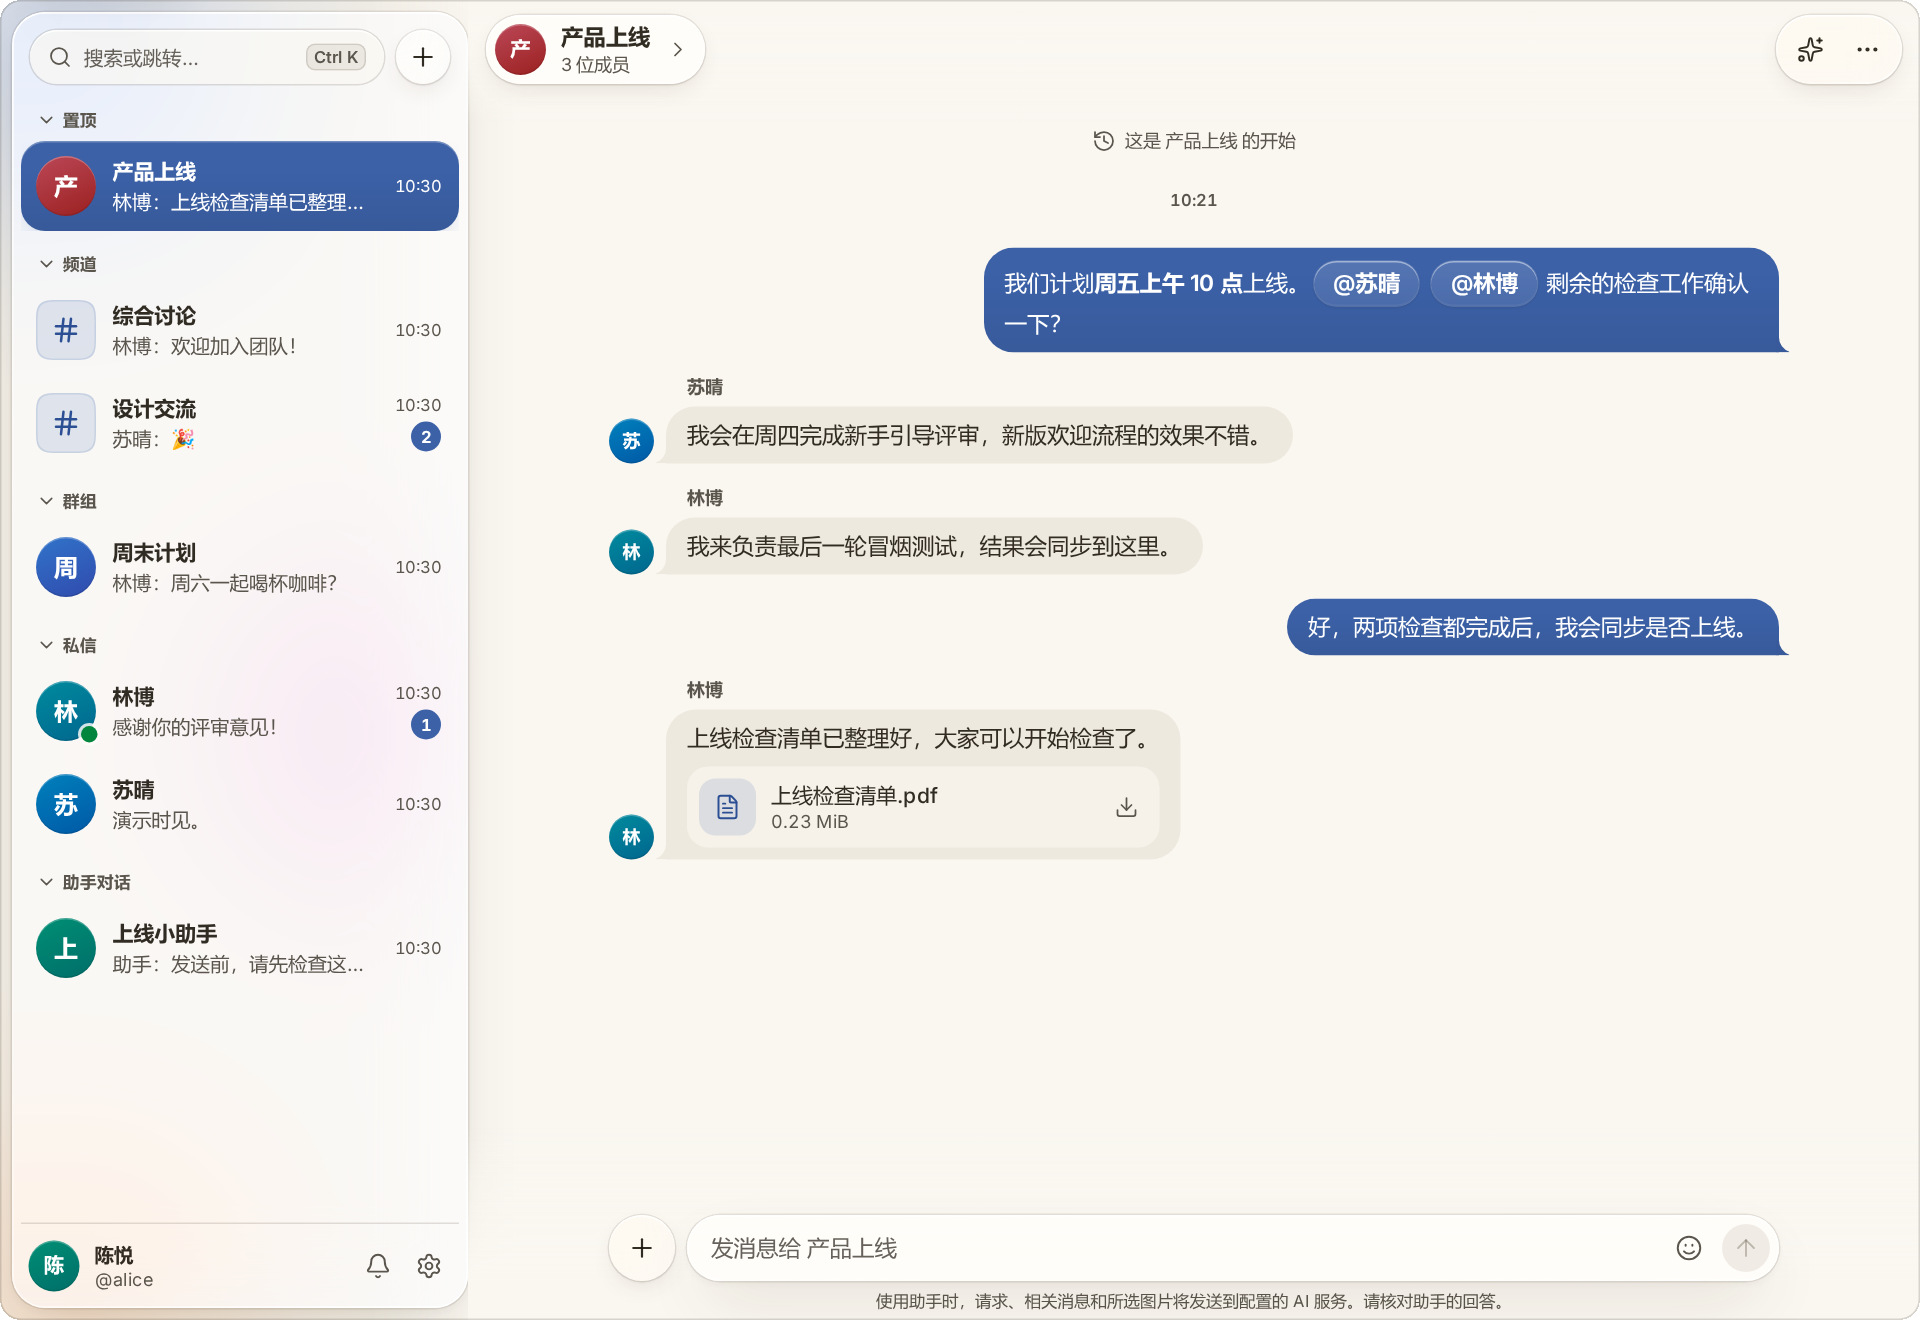 搜索或跳转...
Ctrl K
置顶
产
产品上线
10:30
林博：上线检查清单已整理...
频道
综合讨论
10:30
林博：欢迎加入团队！
设计交流
10:30
苏晴：🎉
2
群组
周
周末计划
10:30
林博：周六一起喝杯咖啡？
私信
林
林博
10:30
感谢你的评审意见！
1
苏
苏晴
10:30
演示时见。
助手对话
上
上线小助手
10:30
助手：发送前，请先检查这...
陈
陈悦
@alice
产
产品上线
3 位成员
这是 产品上线 的开始
10:21
我们计划周五上午 10 点上线。 @苏晴 @林博 剩余的检查工作确认
一下？
苏晴
苏
我会在周四完成新手引导评审，新版欢迎流程的效果不错。
林博
林
我来负责最后一轮冒烟测试，结果会同步到这里。
好，两项检查都完成后，我会同步是否上线。
林博
上线检查清单已整理好，大家可以开始检查了。
上线检查清单.pdf
0.23 MiB
林
发消息给 产品上线
使用助手时，请求、相关消息和所选图片将发送到配置的 AI 服务。请核对助手的回答。